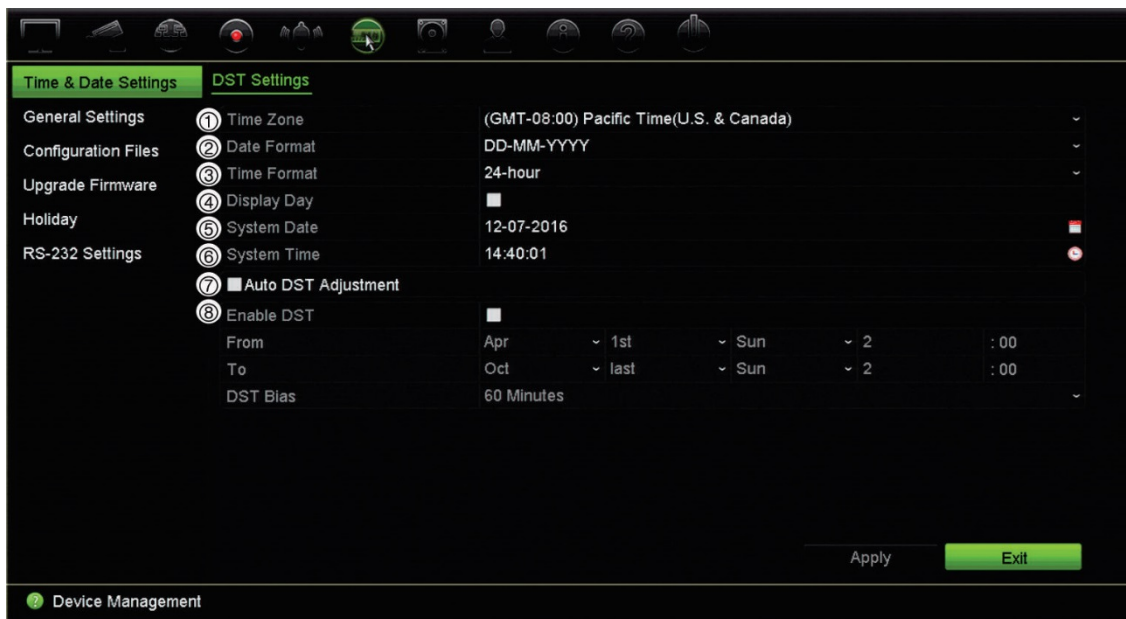 Time & Date Settings
DST Settings
General Settings
Configuration Files
Upgrade Firmware
Holiday
RS-232 Settings
① Time Zone (GMT-08:00) Pacific Time(U.S. & Canada)
② Date Format DD-MM-YYYY
③ Time Format 24-hour
④ Display Day
⑤ System Date 12-07-2016
⑥ System Time 14:40:01
⑦ Auto DST Adjustment
⑧ Enable DST
From Apr 1st Sun 2 : 00
To Oct last Sun 2 : 00
DST Bias 60 Minutes
Apply Exit
? Device Management